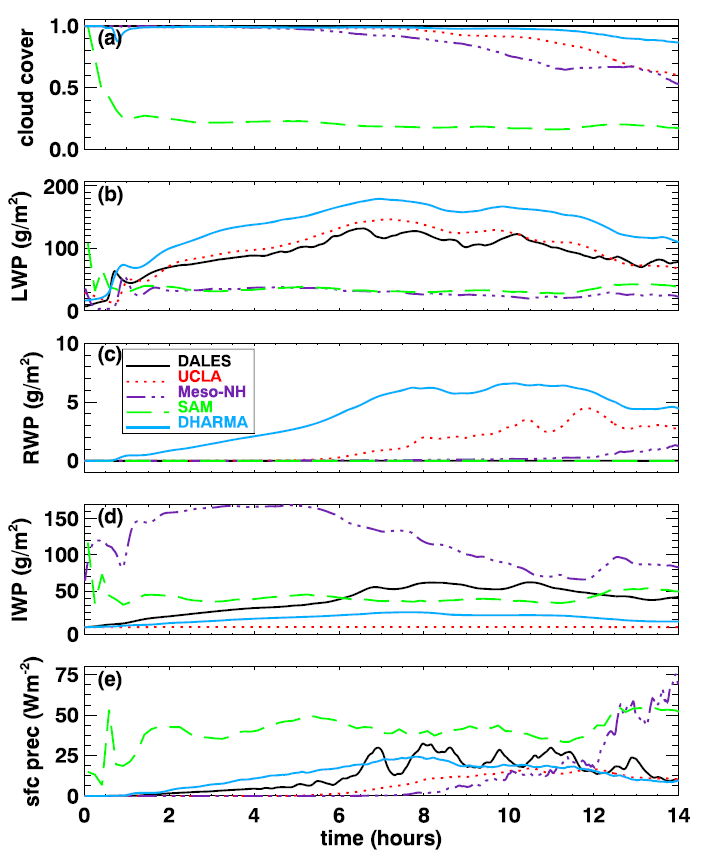 1.0
(a)
0.5
0.0
cloud cover
200
(b)
100
0
LWP (g/m²)
10
(c)
5
0
RWP (g/m²)
DALES
UCLA
Meso-NH
SAM
DHARMA
150
(d)
100
50
0
IWP (g/m²)
75
(e)
50
25
0
sfc prec (Wm⁻²)
0 2 4 6 8 10 12 14
time (hours)